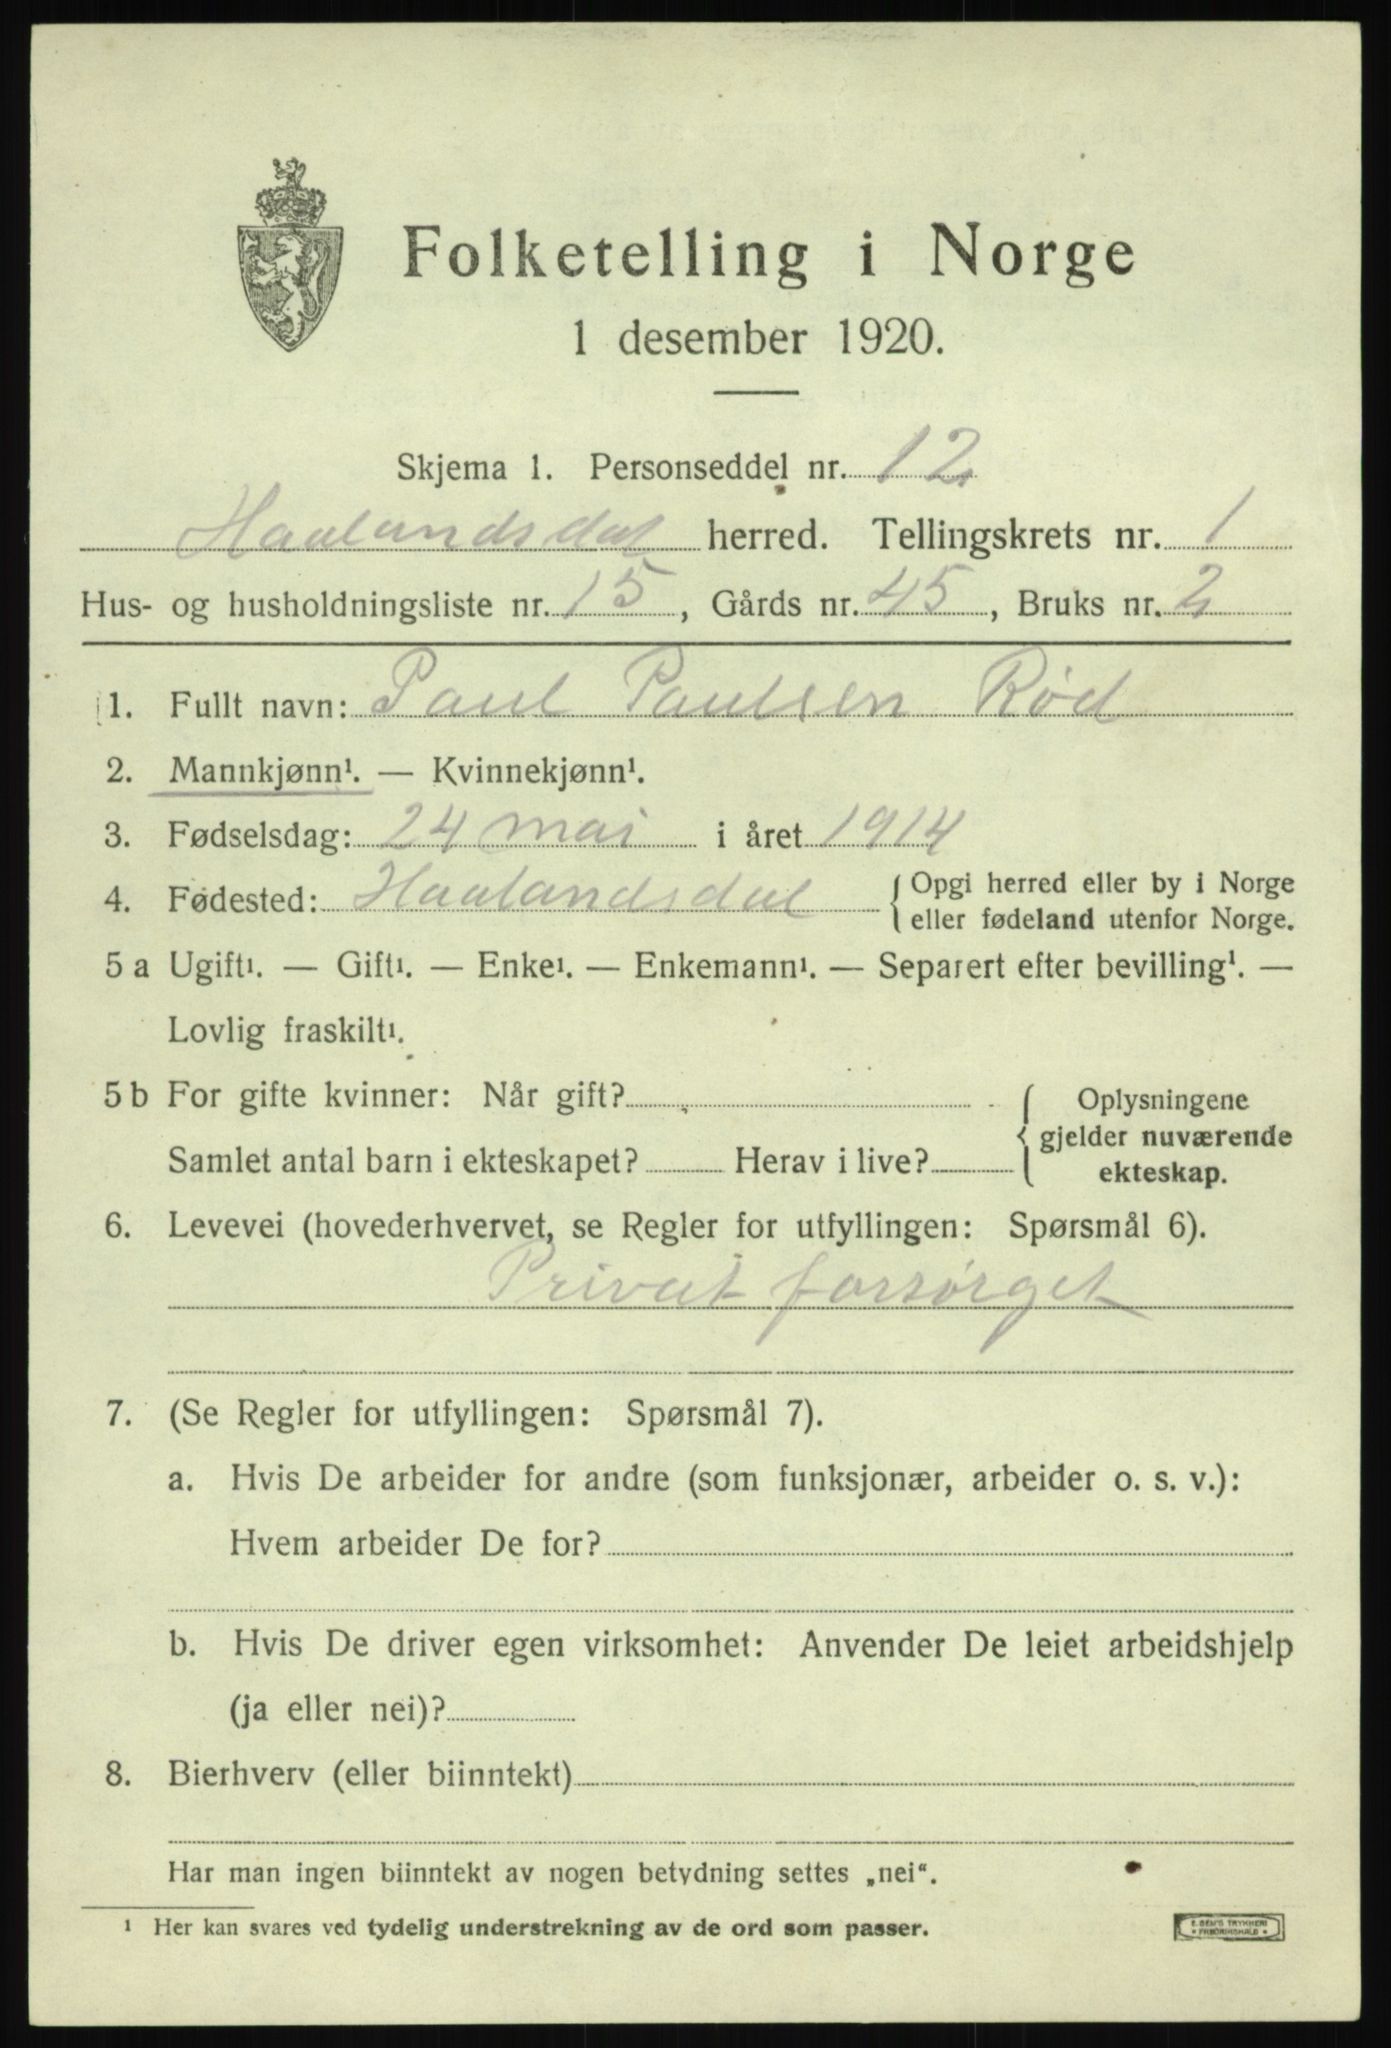 Folketelling i Norge
1 desember 1920.
Skjema 1. Personseddel nr. 12
Haalandsdal herred. Tellingskrets nr. 1
Hus- og husholdningsliste nr. 15, Gårds nr. 45, Bruks nr. 2
1. Fullt navn: Paul Paulsen Rød
2. Mannkjønn¹. — Kvinnekjønn¹.
3. Fødselsdag: 24 mai i året 1914
4. Fødested: Haalandsdal { Opgi herred eller by i Norge
eller fødeland utenfor Norge.
5 a Ugift¹. — Gift¹. — Enke¹. — Enkemann¹. — Separert efter bevilling¹. —
Lovlig fraskilt¹.
5 b For gifte kvinner: Når gift? { Oplysningene
gjelder nuværende
Samlet antal barn i ekteskapet? Herav i live? ekteskap.
6. Levevei (hovederhvervet, se Regler for utfyllingen: Spørsmål 6).
Privat forsørget
7. (Se Regler for utfyllingen: Spørsmål 7).
a. Hvis De arbeider for andre (som funksjonær, arbeider o. s. v.):
Hvem arbeider De for?
b. Hvis De driver egen virksomhet: Anvender De leiet arbeidshjelp
(ja eller nei)?
8. Bierhverv (eller biinntekt)
Har man ingen biinntekt av nogen betydning settes „nei“.
¹ Her kan svares ved tydelig understrekning av de ord som passer.
E. SEM'S TRYKKERI
* FREDRIKSHALD *